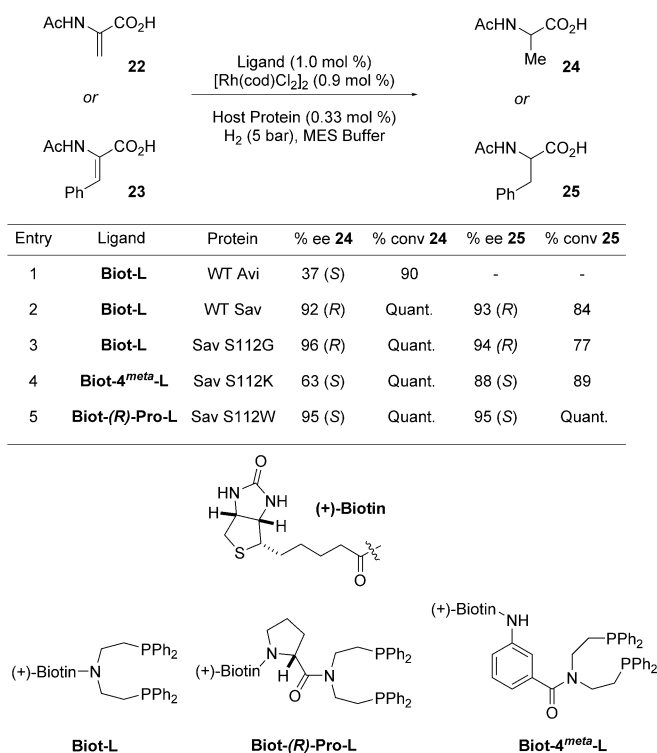 AcHN CO2H
22
or
AcHN CO2H
Ph 23
Ligand (1.0 mol %)
[Rh(cod)Cl2]2 (0.9 mol %)
Host Protein (0.33 mol %)
H2 (5 bar), MES Buffer
AcHN CO2H
Me 24
or
AcHN CO2H
Ph 25
Entry Ligand Protein % ee 24 % conv 24 % ee 25 % conv 25
1 Biot-L WT Avi 37 (S) 90 - -
2 Biot-L WT Sav 92 (R) Quant. 93 (R) 84
3 Biot-L Sav S112G 96 (R) Quant. 94 (R) 77
4 Biot-4meta-L Sav S112K 63 (S) Quant. 88 (S) 89
5 Biot-(R)-Pro-L Sav S112W 95 (S) Quant. 95 (S) Quant.
O
HN NH
H H
S
O
(+)-Biotin
PPh2
(+)-Biotin N
PPh2
Biot-L
N PPh2
(+)-Biotin H N
O PPh2
Biot-(R)-Pro-L
(+)-Biotin NH
PPh2
PPh2
N
O
Biot-4meta-L